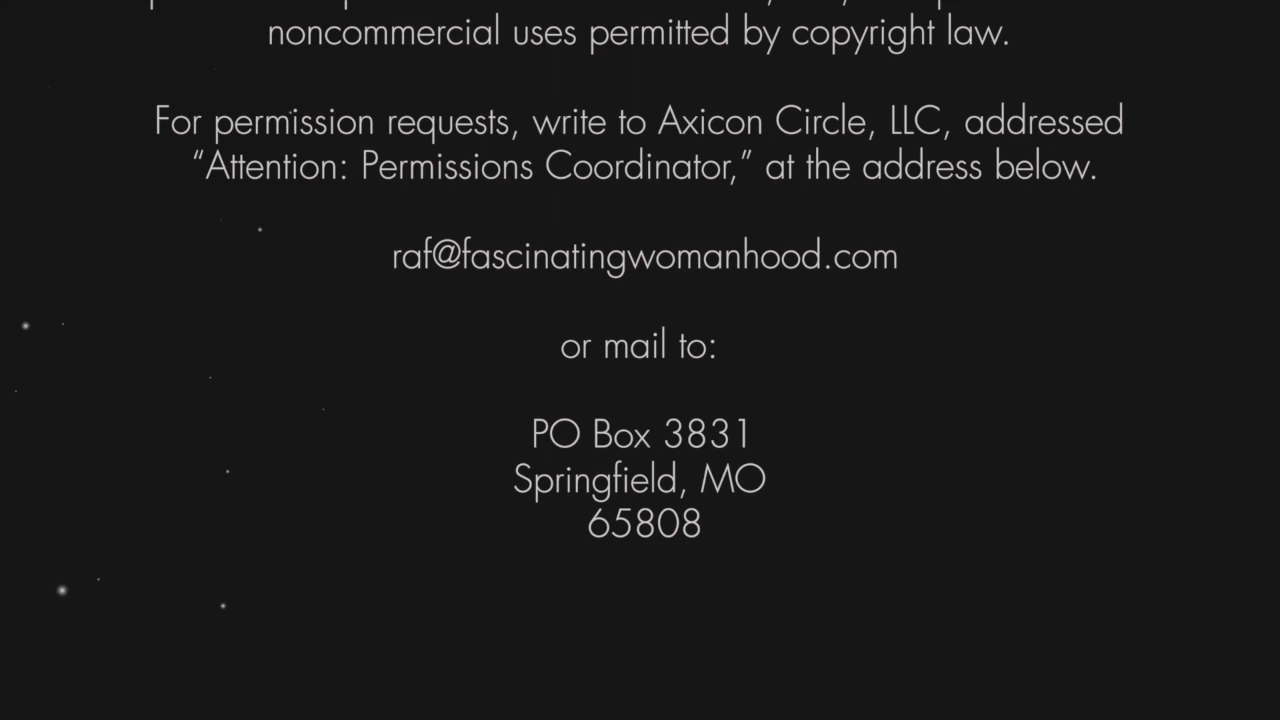 noncommercial uses permitted by copyright law.
For permission requests, write to Axicon Circle, LLC, addressed
“Attention: Permissions Coordinator,” at the address below.
raf@fascinatingwomanhood.com
or mail to:
PO Box 3831
Springfield, MO
65808